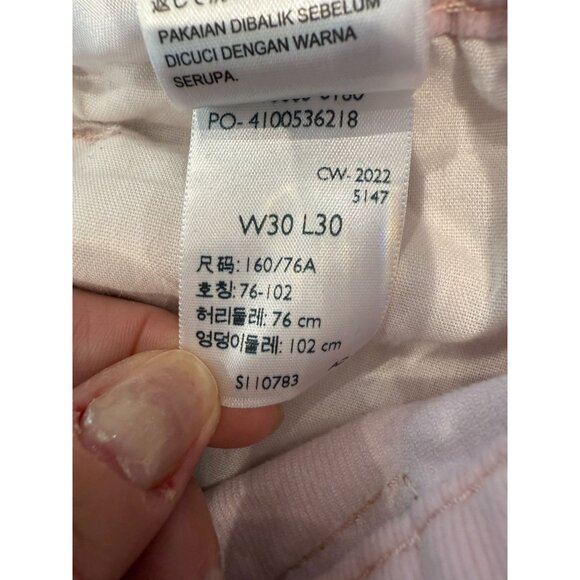 PAKAIAN DIBALIK SEBELUM
DICUCI DENGAN WARNA
SERUPA.
PO- 4100536218
CW- 2022
5147
W30 L30
尺码: 160/76A
호칭: 76-102
허리둘레: 76 cm
엉덩이둘레: 102 cm
S110783